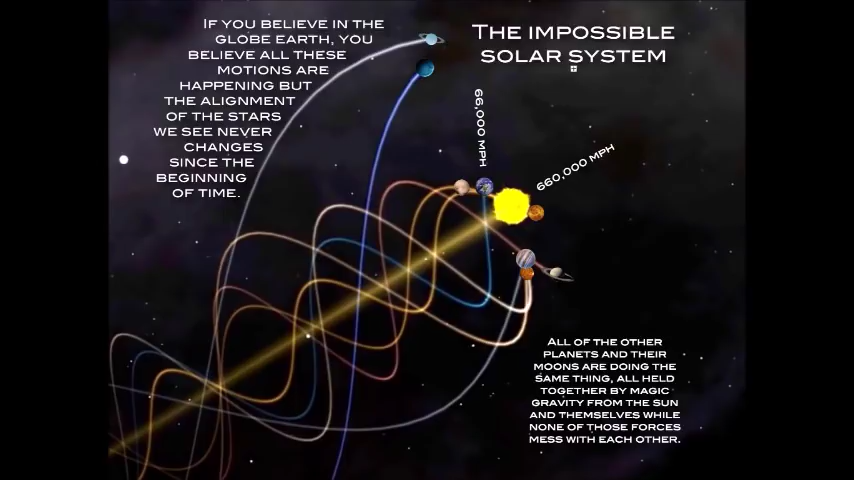 If you believe in the
globe Earth, you
believe all these
motions are
happening but
the alignment
of the stars
we see never
changes
since the
beginning
of time.
The impossible
solar system
66,000 mph
660,000 mph
All of the other
planets and their
moons are doing the
same thing, all held
together by magic
gravity from the sun
and themselves while
none of those forces
mess with each other.